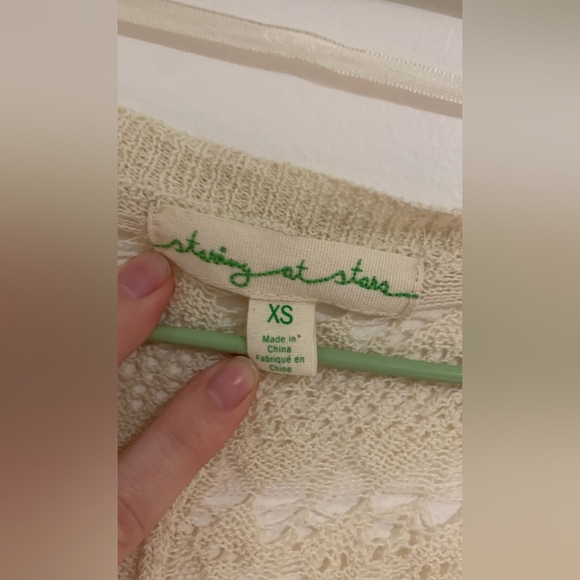 staring at stars
XS
Made in
China
Fabriqué en
Chine